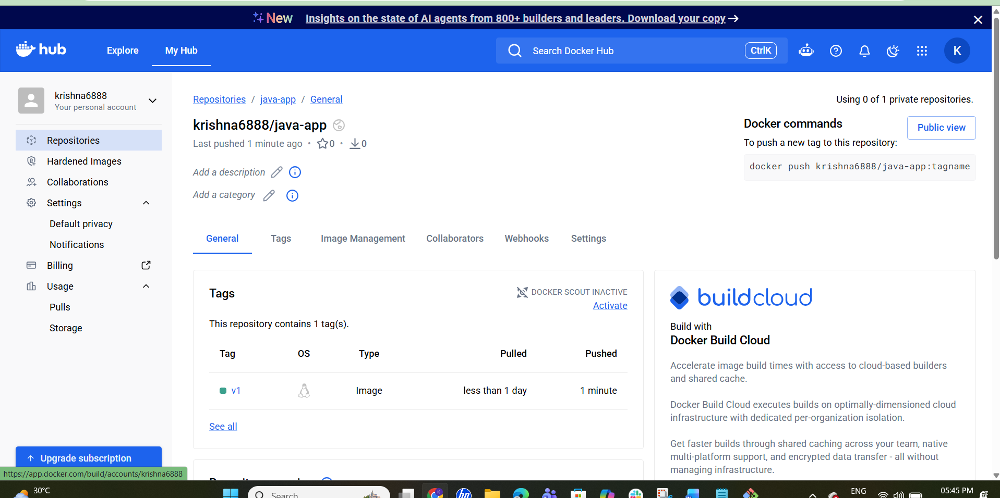 New Insights on the state of AI agents from 800+ builders and leaders. Download your copy →
hub
Explore
My Hub
Search Docker Hub
CtrlK
K
krishna6888
Your personal account
Repositories
Hardened Images
Collaborations
Settings
Default privacy
Notifications
Billing
Usage
Pulls
Storage
Upgrade subscription
https://app.docker.com/build/accounts/krishna6888
Repositories / java-app / General
Using 0 of 1 private repositories.
krishna6888/java-app
Last pushed 1 minute ago • 0 • 0
Add a description
Add a category
Docker commands
Public view
To push a new tag to this repository:
docker push krishna6888/java-app:tagname
General
Tags
Image Management
Collaborators
Webhooks
Settings
Tags
DOCKER SCOUT INACTIVE
Activate
This repository contains 1 tag(s).
Tag OS Type Pulled Pushed
v1 Image less than 1 day 1 minute
See all
buildcloud
Build with
Docker Build Cloud
Accelerate image build times with access to cloud-based builders
and shared cache.
Docker Build Cloud executes builds on optimally-dimensioned cloud
infrastructure with dedicated per-organization isolation.
Get faster builds through shared caching across your team, native
multi-platform support, and encrypted data transfer - all without
managing infrastructure.
30°C
Search
hp
ENG
05:45 PM